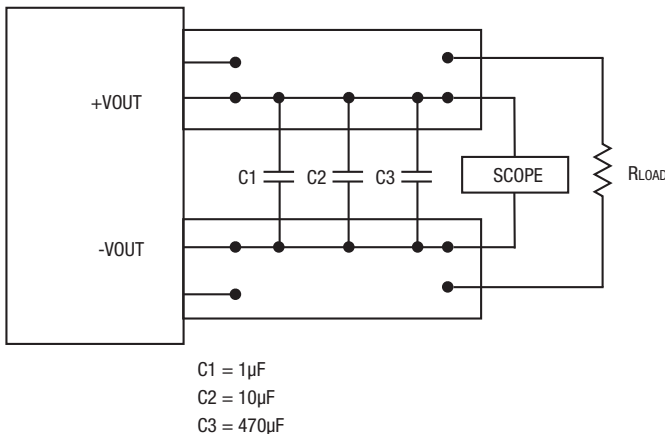 +VOUT
C1
C2
C3
SCOPE
RLOAD
-VOUT
C1 = 1µF
C2 = 10µF
C3 = 470µF